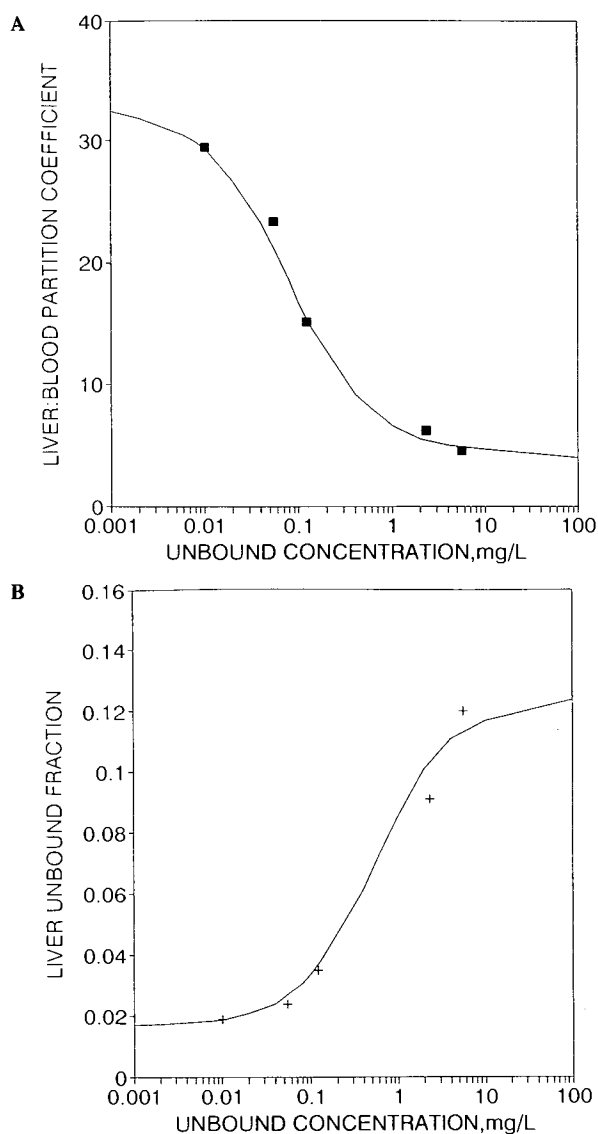 A
LIVER:BLOOD PARTITION COEFFICIENT
40
30
20
10
0
0.001 0.01 0.1 1 10 100
UNBOUND CONCENTRATION,mg/L
B
LIVER UNBOUND FRACTION
0.16
0.14
0.12
0.1
0.08
0.06
0.04
0.02
0
0.001 0.01 0.1 1 10 100
UNBOUND CONCENTRATION,mg/L